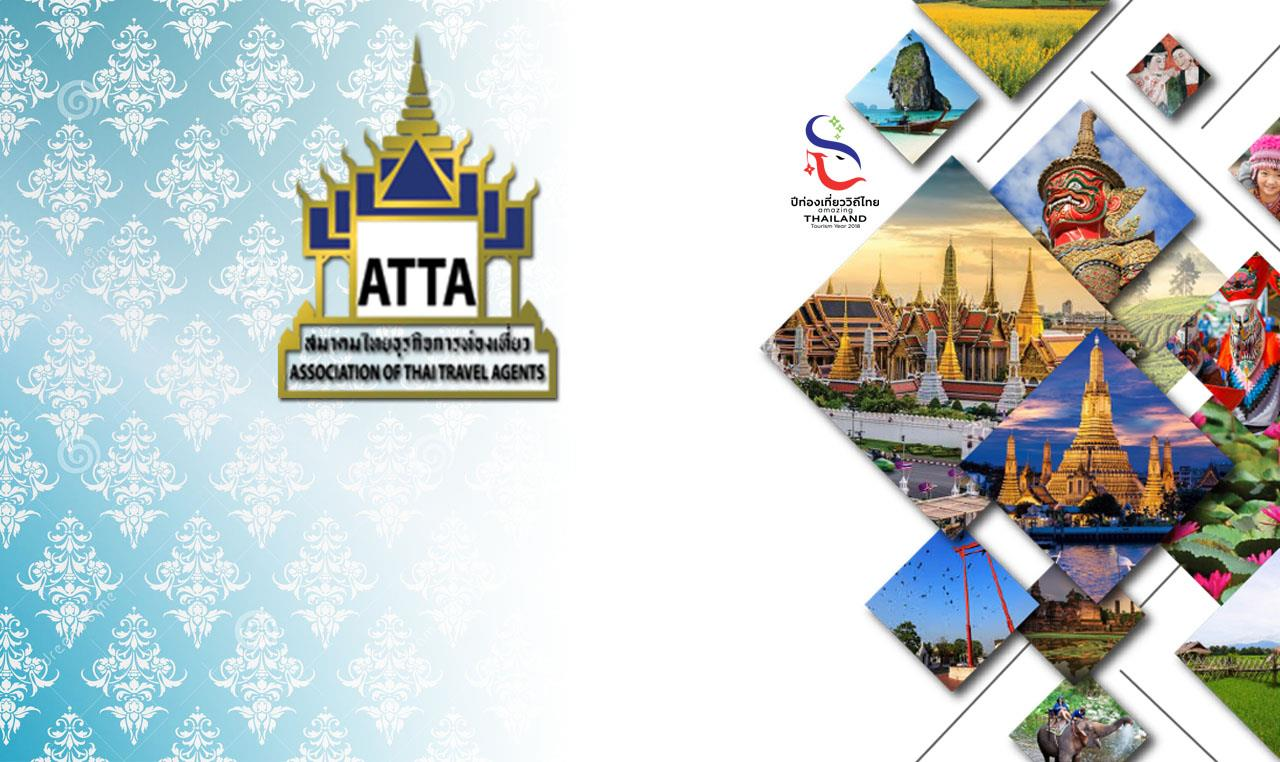 ATTA
สมาคมไทยธุรกิจการท่องเที่ยว
ASSOCIATION OF THAI TRAVEL AGENTS
ปีท่องเที่ยววิถีไทย
amazing
THAILAND
Tourism Year 2018